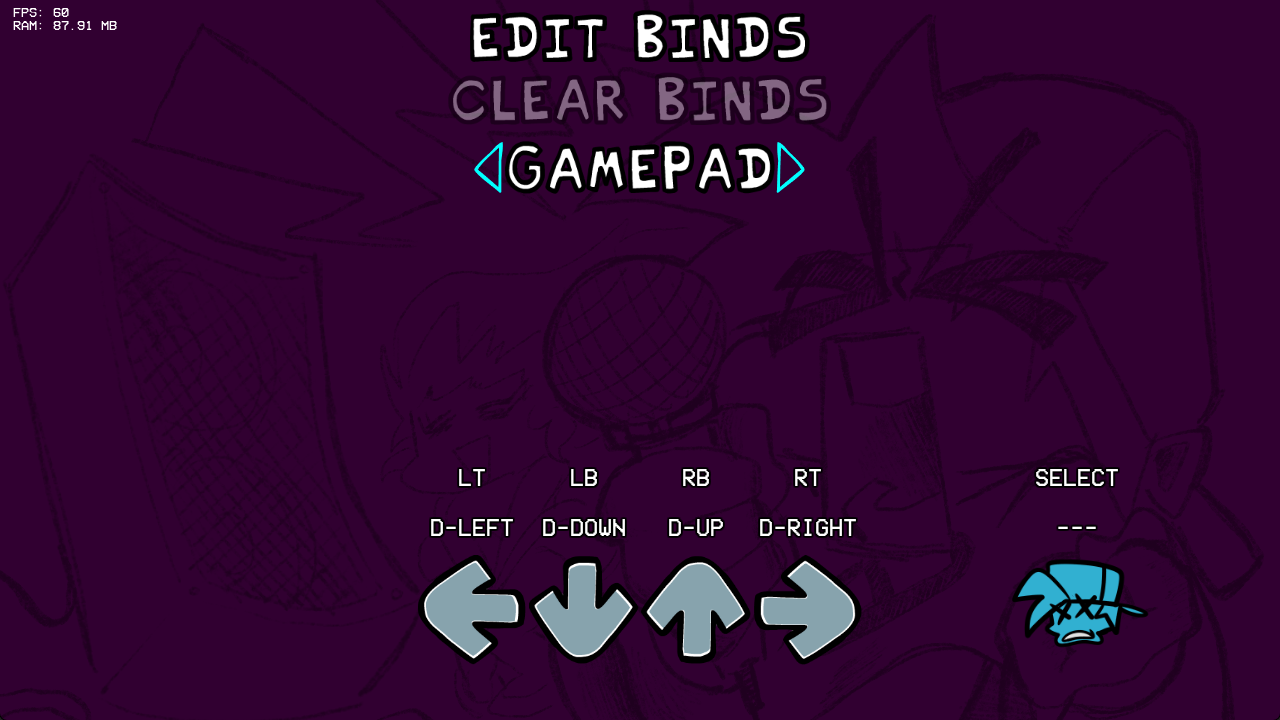 FPS: 60
RAM: 87.91 MB
EDIT BINDS
CLEAR BINDS
GAMEPAD
LT LB RB RT SELECT
D-LEFT D-DOWN D-UP D-RIGHT ---